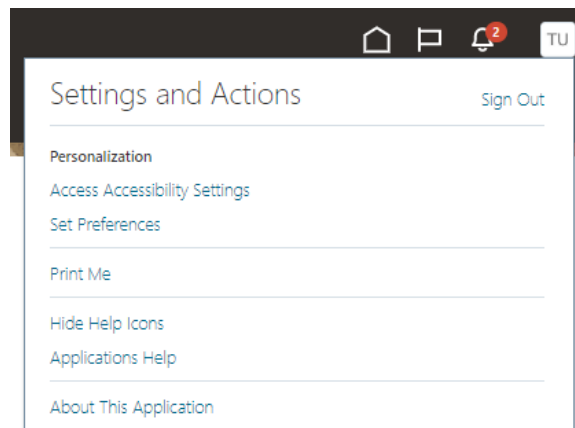 2
TU
Settings and Actions
Sign Out
Personalization
Access Accessibility Settings
Set Preferences
Print Me
Hide Help Icons
Applications Help
About This Application